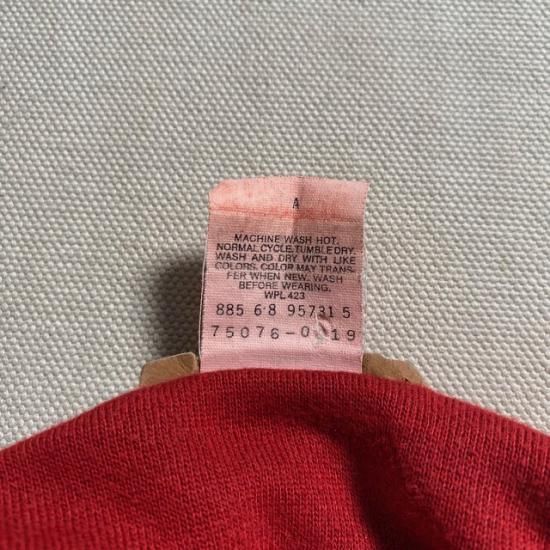 A
MACHINE WASH HOT,
NORMAL CYCLE, TUMBLE DRY.
WASH AND DRY WITH LIKE
COLORS. COLOR MAY TRANS-
FER WHEN NEW. WASH
BEFORE WEARING.
WPL 423
885 6·8 957315